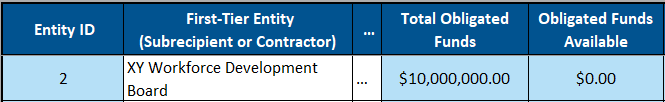 Entity ID
First-Tier Entity
(Subrecipient or Contractor)
...
Total Obligated
Funds
Obligated Funds
Available
2
XY Workforce Development
Board
...
$10,000,000.00
$0.00